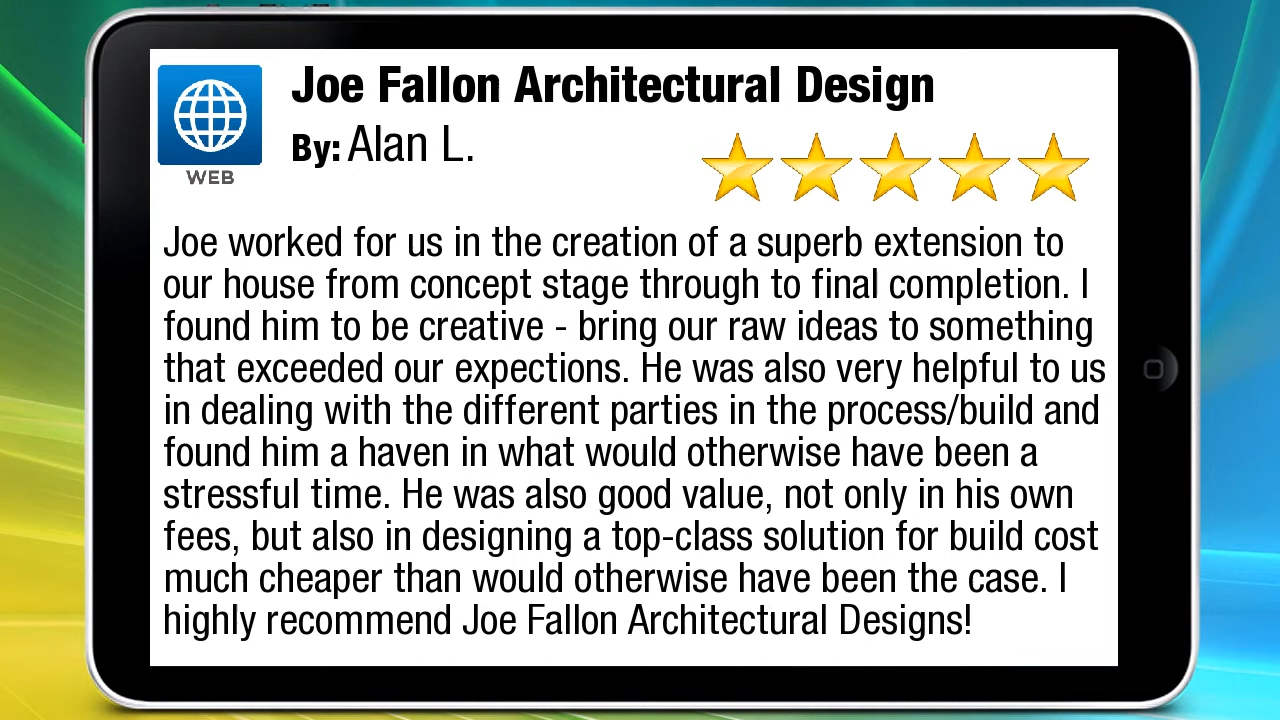 Joe Fallon Architectural Design
By: Alan L.
WEB
Joe worked for us in the creation of a superb extension to
our house from concept stage through to final completion. I
found him to be creative - bring our raw ideas to something
that exceeded our expections. He was also very helpful to us
in dealing with the different parties in the process/build and
found him a haven in what would otherwise have been a
stressful time. He was also good value, not only in his own
fees, but also in designing a top-class solution for build cost
much cheaper than would otherwise have been the case. I
highly recommend Joe Fallon Architectural Designs!